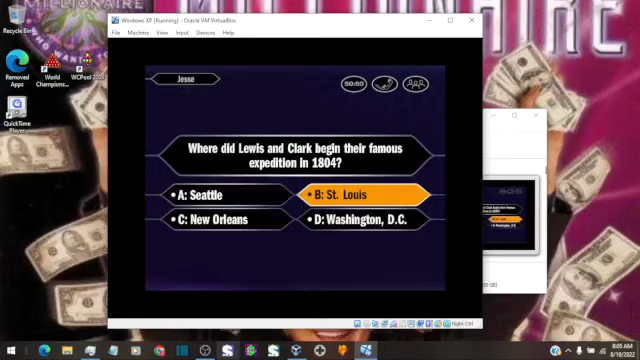 MILLIONAIRE
Recycle Bin
Removed
Apps
World
Champions...
WCPool 2003
QuickTime
Player
Windows XP [Running] - Oracle VM VirtualBox
File Machine View Input Devices Help
Jesse
50:50
Where did Lewis and Clark begin their famous
expedition in 1804?
• A: Seattle
• B: St. Louis
• C: New Orleans
• D: Washington, D.C.
Right Ctrl
8:05 AM
8/19/2022